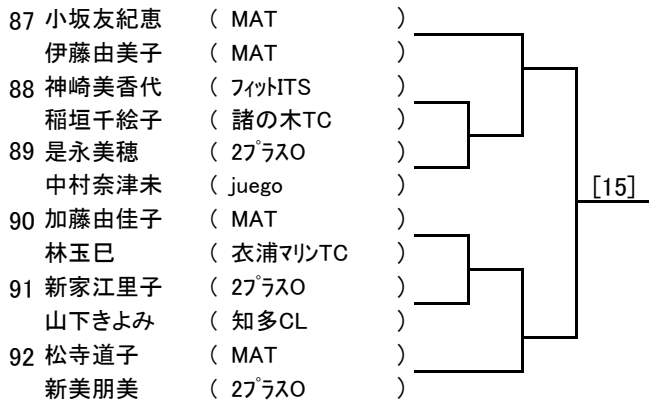 87 小坂友紀恵 ( MAT )
伊藤由美子 ( MAT )
88 神崎美香代 ( フィットITS )
稲垣千絵子 ( 諸の木TC )
89 是永美穂 ( 2プラスO )
中村奈津未 ( juego )
[15]
90 加藤由佳子 ( MAT )
林玉巳 ( 衣浦マリンTC )
91 新家江里子 ( 2プラスO )
山下きよみ ( 知多CL )
92 松寺道子 ( MAT )
新美朋美 ( 2プラスO )